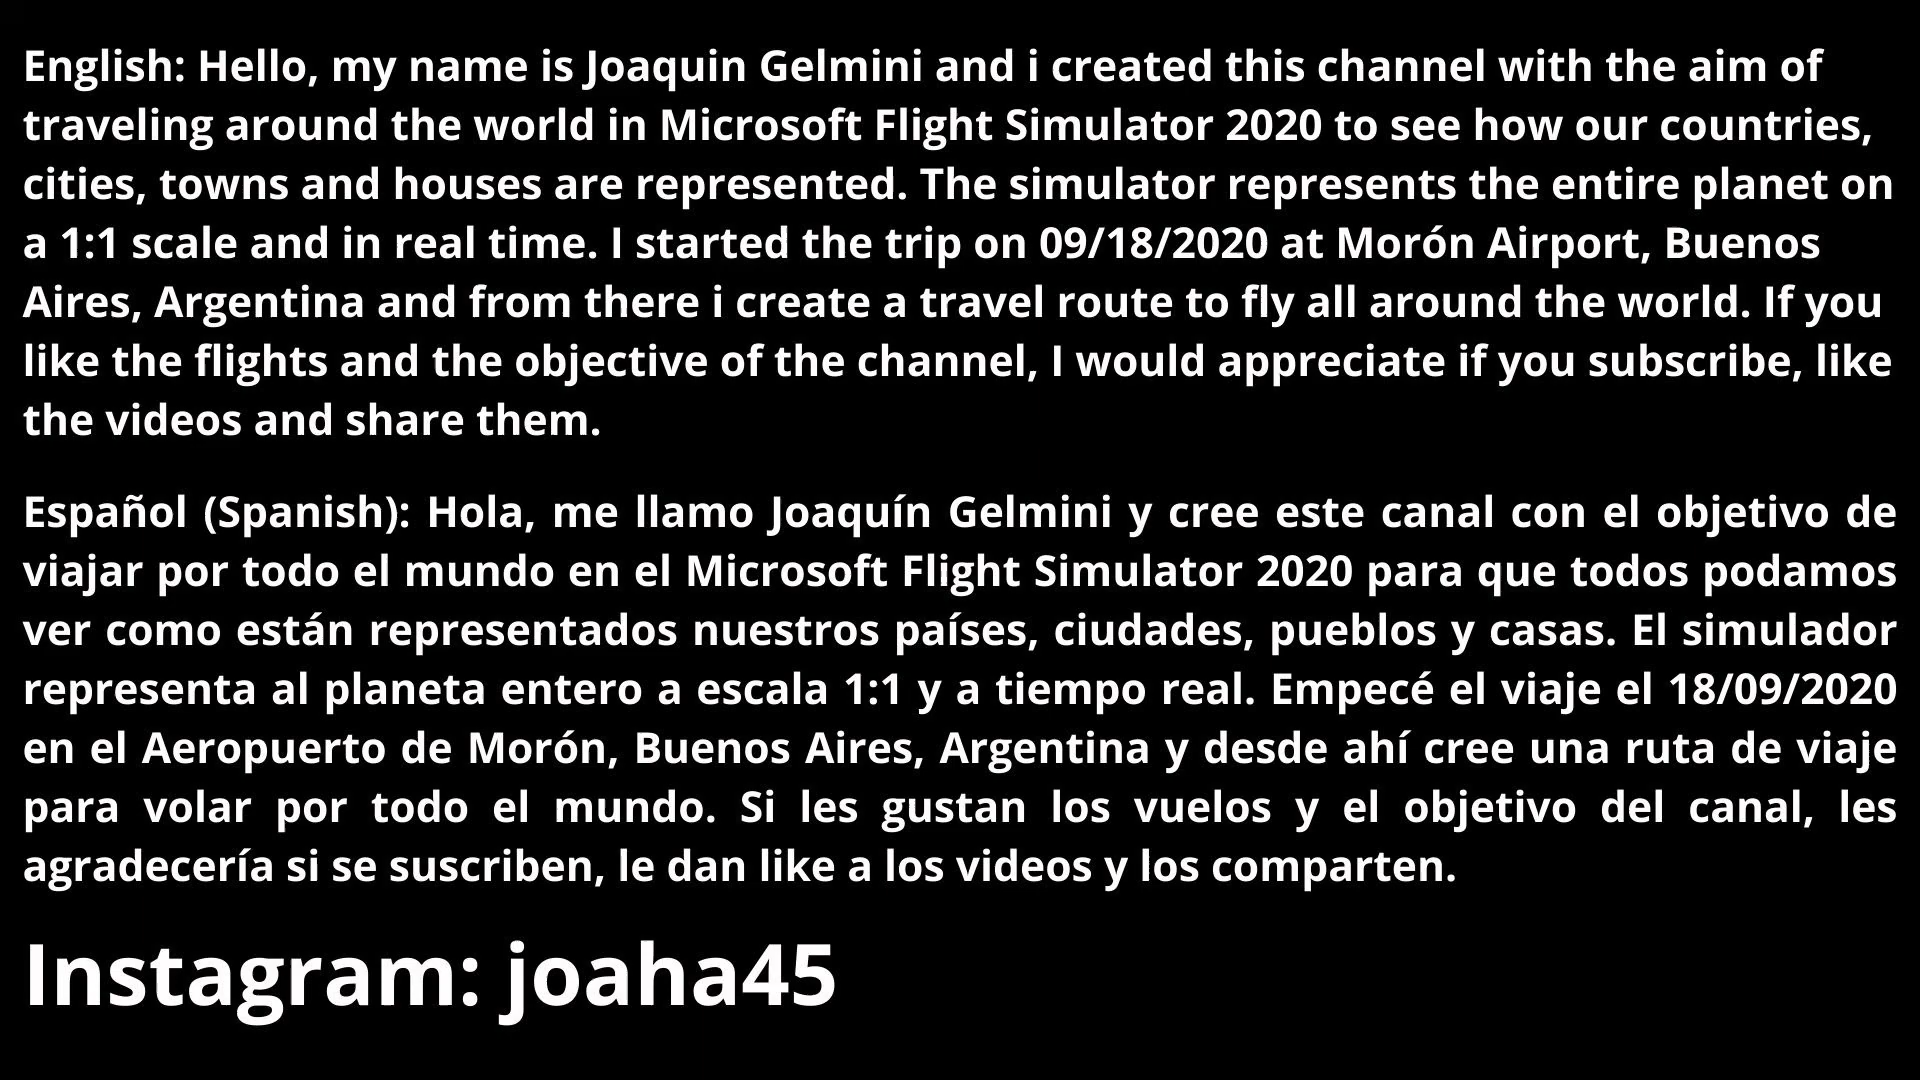 English: Hello, my name is Joaquin Gelmini and i created this channel with the aim of
traveling around the world in Microsoft Flight Simulator 2020 to see how our countries,
cities, towns and houses are represented. The simulator represents the entire planet on
a 1:1 scale and in real time. I started the trip on 09/18/2020 at Morón Airport, Buenos
Aires, Argentina and from there i create a travel route to fly all around the world. If you
like the flights and the objective of the channel, I would appreciate if you subscribe, like
the videos and share them.
Español (Spanish): Hola, me llamo Joaquín Gelmini y cree este canal con el objetivo de
viajar por todo el mundo en el Microsoft Flight Simulator 2020 para que todos podamos
ver como están representados nuestros países, ciudades, pueblos y casas. El simulador
representa al planeta entero a escala 1:1 y a tiempo real. Empecé el viaje el 18/09/2020
en el Aeropuerto de Morón, Buenos Aires, Argentina y desde ahí cree una ruta de viaje
para volar por todo el mundo. Si les gustan los vuelos y el objetivo del canal, les
agradecería si se suscriben, le dan like a los videos y los comparten.
Instagram: joaha45